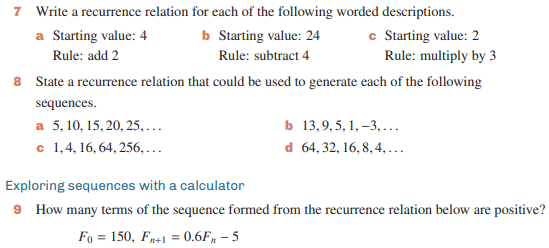 7 Write a recurrence relation for each of the following worded descriptions.
a Starting value: 4 b Starting value: 24 c Starting value: 2
Rule: add 2 Rule: subtract 4 Rule: multiply by 3
8 State a recurrence relation that could be used to generate each of the following
sequences.
a 5, 10, 15, 20, 25, . . . b 13, 9, 5, 1, −3, . . .
c 1, 4, 16, 64, 256, . . . d 64, 32, 16, 8, 4, . . .
Exploring sequences with a calculator
9 How many terms of the sequence formed from the recurrence relation below are positive?
F₀ = 150, Fₙ₊₁ = 0.6Fₙ − 5